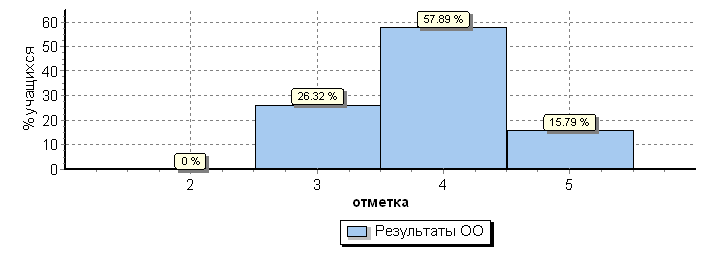 % учащихся
60
50
40
30
20
10
0
0 %
26.32 %
57.89 %
15.79 %
2 3 4 5
отметка
Результаты ОО